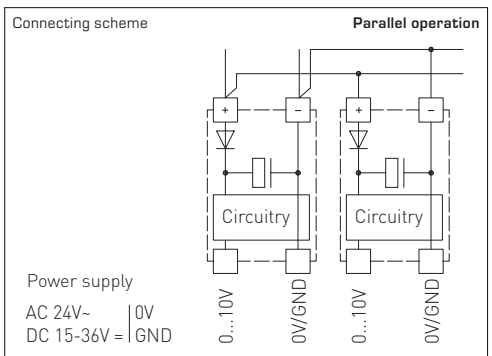 Connecting scheme
Parallel operation
+
–
+
–
Circuitry
Circuitry
Power supply
AC 24V~ | 0V
DC 15-36V = | GND
0...10V
0V/GND
0...10V
0V/GND